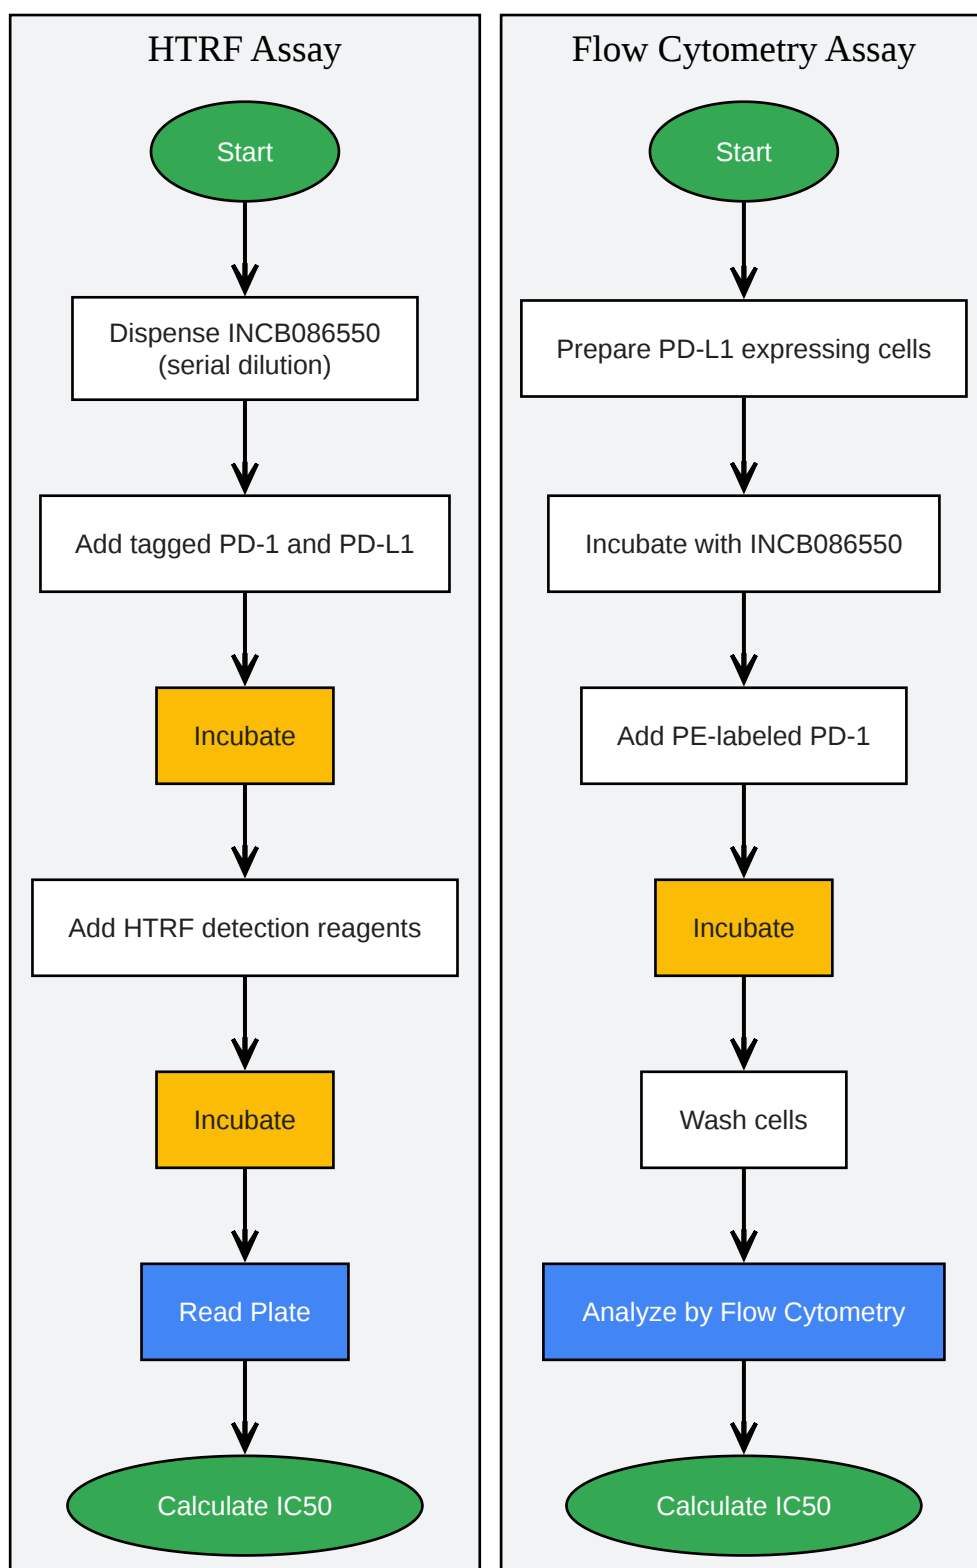 HTRF Assay
Start
Dispense INCB086550
(serial dilution)
Add tagged PD-1 and PD-L1
Incubate
Add HTRF detection reagents
Incubate
Read Plate
Calculate IC50
Flow Cytometry Assay
Start
Prepare PD-L1 expressing cells
Incubate with INCB086550
Add PE-labeled PD-1
Incubate
Wash cells
Analyze by Flow Cytometry
Calculate IC50